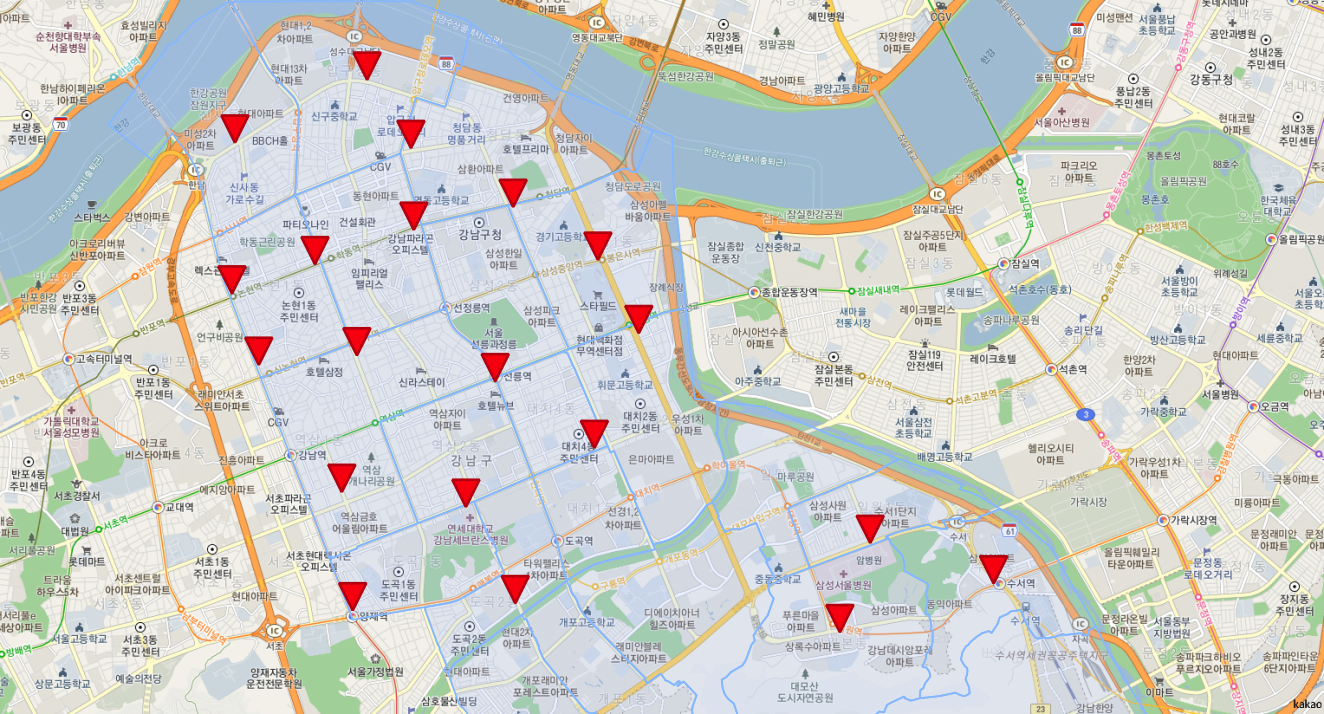 효성빌리지
아파트
순천향대학부속
서울병원
한남하이페리온
1아파트
보광동
주민센터
70
한남
스타벅스
강변아파트
아크로리버뷰
신반포아파트
반포3동
주민센터
반포한강
시민공원
고속터미널역
반포1동
주민센터
래미안서초
스위트아파트
가톨릭대학교
서울성모병원
아크로
비스타아파트
반포4동
주민센터
서초경찰서
대법원
롯데마트
서리풀공원
교대역
에지앙아파트
진흥아파트
서초1동
주민센터
트라움
하우스5차
서초센트럴
아이파크아파트
현대아파트
서울고등학교
서초3동
주민센터
상문고등학교
예술의전당
양재자동차
운전전문학원
서초
IC
현대1,2
차아파트
현대13차
아파트
한강공원
잠원지구
현대아파트
미성2차
아파트
BBCH홀
신구중학교
신사동
가로수길
CGV
88
건영아파트
청담동
명품거리
호텔프리마
청담자이
아파트
삼환아파트
동현아파트
파티오나인
건설회관
학동근린공원
강남파라곤
오피스텔
강남구청
경기고등학교
청담도로공원
삼성아펠
바움아파트
청담역
학동역
논현역
논현1동
주민센터
임피리얼
팰리스
삼성한일
아파트
삼성중앙역
봉은사역
선정릉역
언구비공원
반포역
서울
선릉과정릉
삼성파크
아파트
스타필드
현대백화점
무역센터점
장례식장
호텔삼정
신라스테이
선릉역
호텔뉴브
휘문고등학교
역삼역
역삼자이
아파트
대치4동
주민센터
대치2동
주민센터
우성1차
아파트
은마아파트
강남역
CGV
강남구
역삼
개나리공원
서초파라곤
오피스텔
역삼금호
어울림아파트
연세대학교
강남세브란스병원
대치역
선경1,2
차아파트
학여울역
도곡역
서초현대렉시온
오피스텔
도곡1동
주민센터
타워팰리스
양재역
매봉역
구룡역
개포동역
대모산입구역
서울가정법원
도곡2동
주민센터
현대2차
아파트
개포고등학교
디에이치아너
힐즈아파트
래미안블레
스티지아파트
개포래미안
포레스트아파트
현대아파트
삼호물산빌딩
중동중학교
삼성서울병원
암병원
푸른마을
아파트
상록수아파트
삼성아파트
강남데시앙포레
아파트
대모산
도시자연공원
동익아파트
마루공원
삼성사원
아파트
수서1단지
아파트
수서
수서역
61
23
이마트
강남한양
아파트
수서역세권공공주택지구
문정라온빌
아파트
서울동부
지방법원
송파파크하비오
푸르지오아파트
송파파인타운
6단지아파트
장지1동
주민센터
올림픽훼밀리
타운아파트
문정동
로데오거리
문정래미안
아파트
가락시장
가락시장역
헬리오시티
아파트
가락우성1차
아파트
미륭아파트
극동아파트
3
가락중학교
배명고등학교
서울삼전
초등학교
석촌고분역
삼전역
석촌역
송파나루공원
레이크호텔
서울119
안전센터
잠실본동
주민센터
아주중학교
아시아선수촌
아파트
새마을
전통시장
레이크팰리스
아파트
종합운동장역
잠실새내역
잠실종합
운동장
신천중학교
잠실주공5단지
아파트
잠실역
롯데월드
석촌호수(동호)
송리단길
방산고등학교
서울방이
초등학교
위례성길
세륜중학교
한양2차
아파트
현대아파트
서울병원
오금역
한성백제역
올림픽공원
몽촌호
몽촌토성
88호수
몽촌토성역
한국체육
대학교
파크리오
아파트
서울아산병원
현대코랄
아파트
풍납2동
주민센터
강동구청
성내2동
주민센터
성내3동
주민센터
공안과병원
서울풍납
초등학교
미성맨션
올림픽대교남단
잠실대교남단
잠실한강공원
광양고등학교
경남아파트
정말공원
자양3동
주민센터
자양한양
아파트
혜민병원
CGV
뚝섬한강공원
영동대교북단
강변북로
한강
잠실대교
kakao